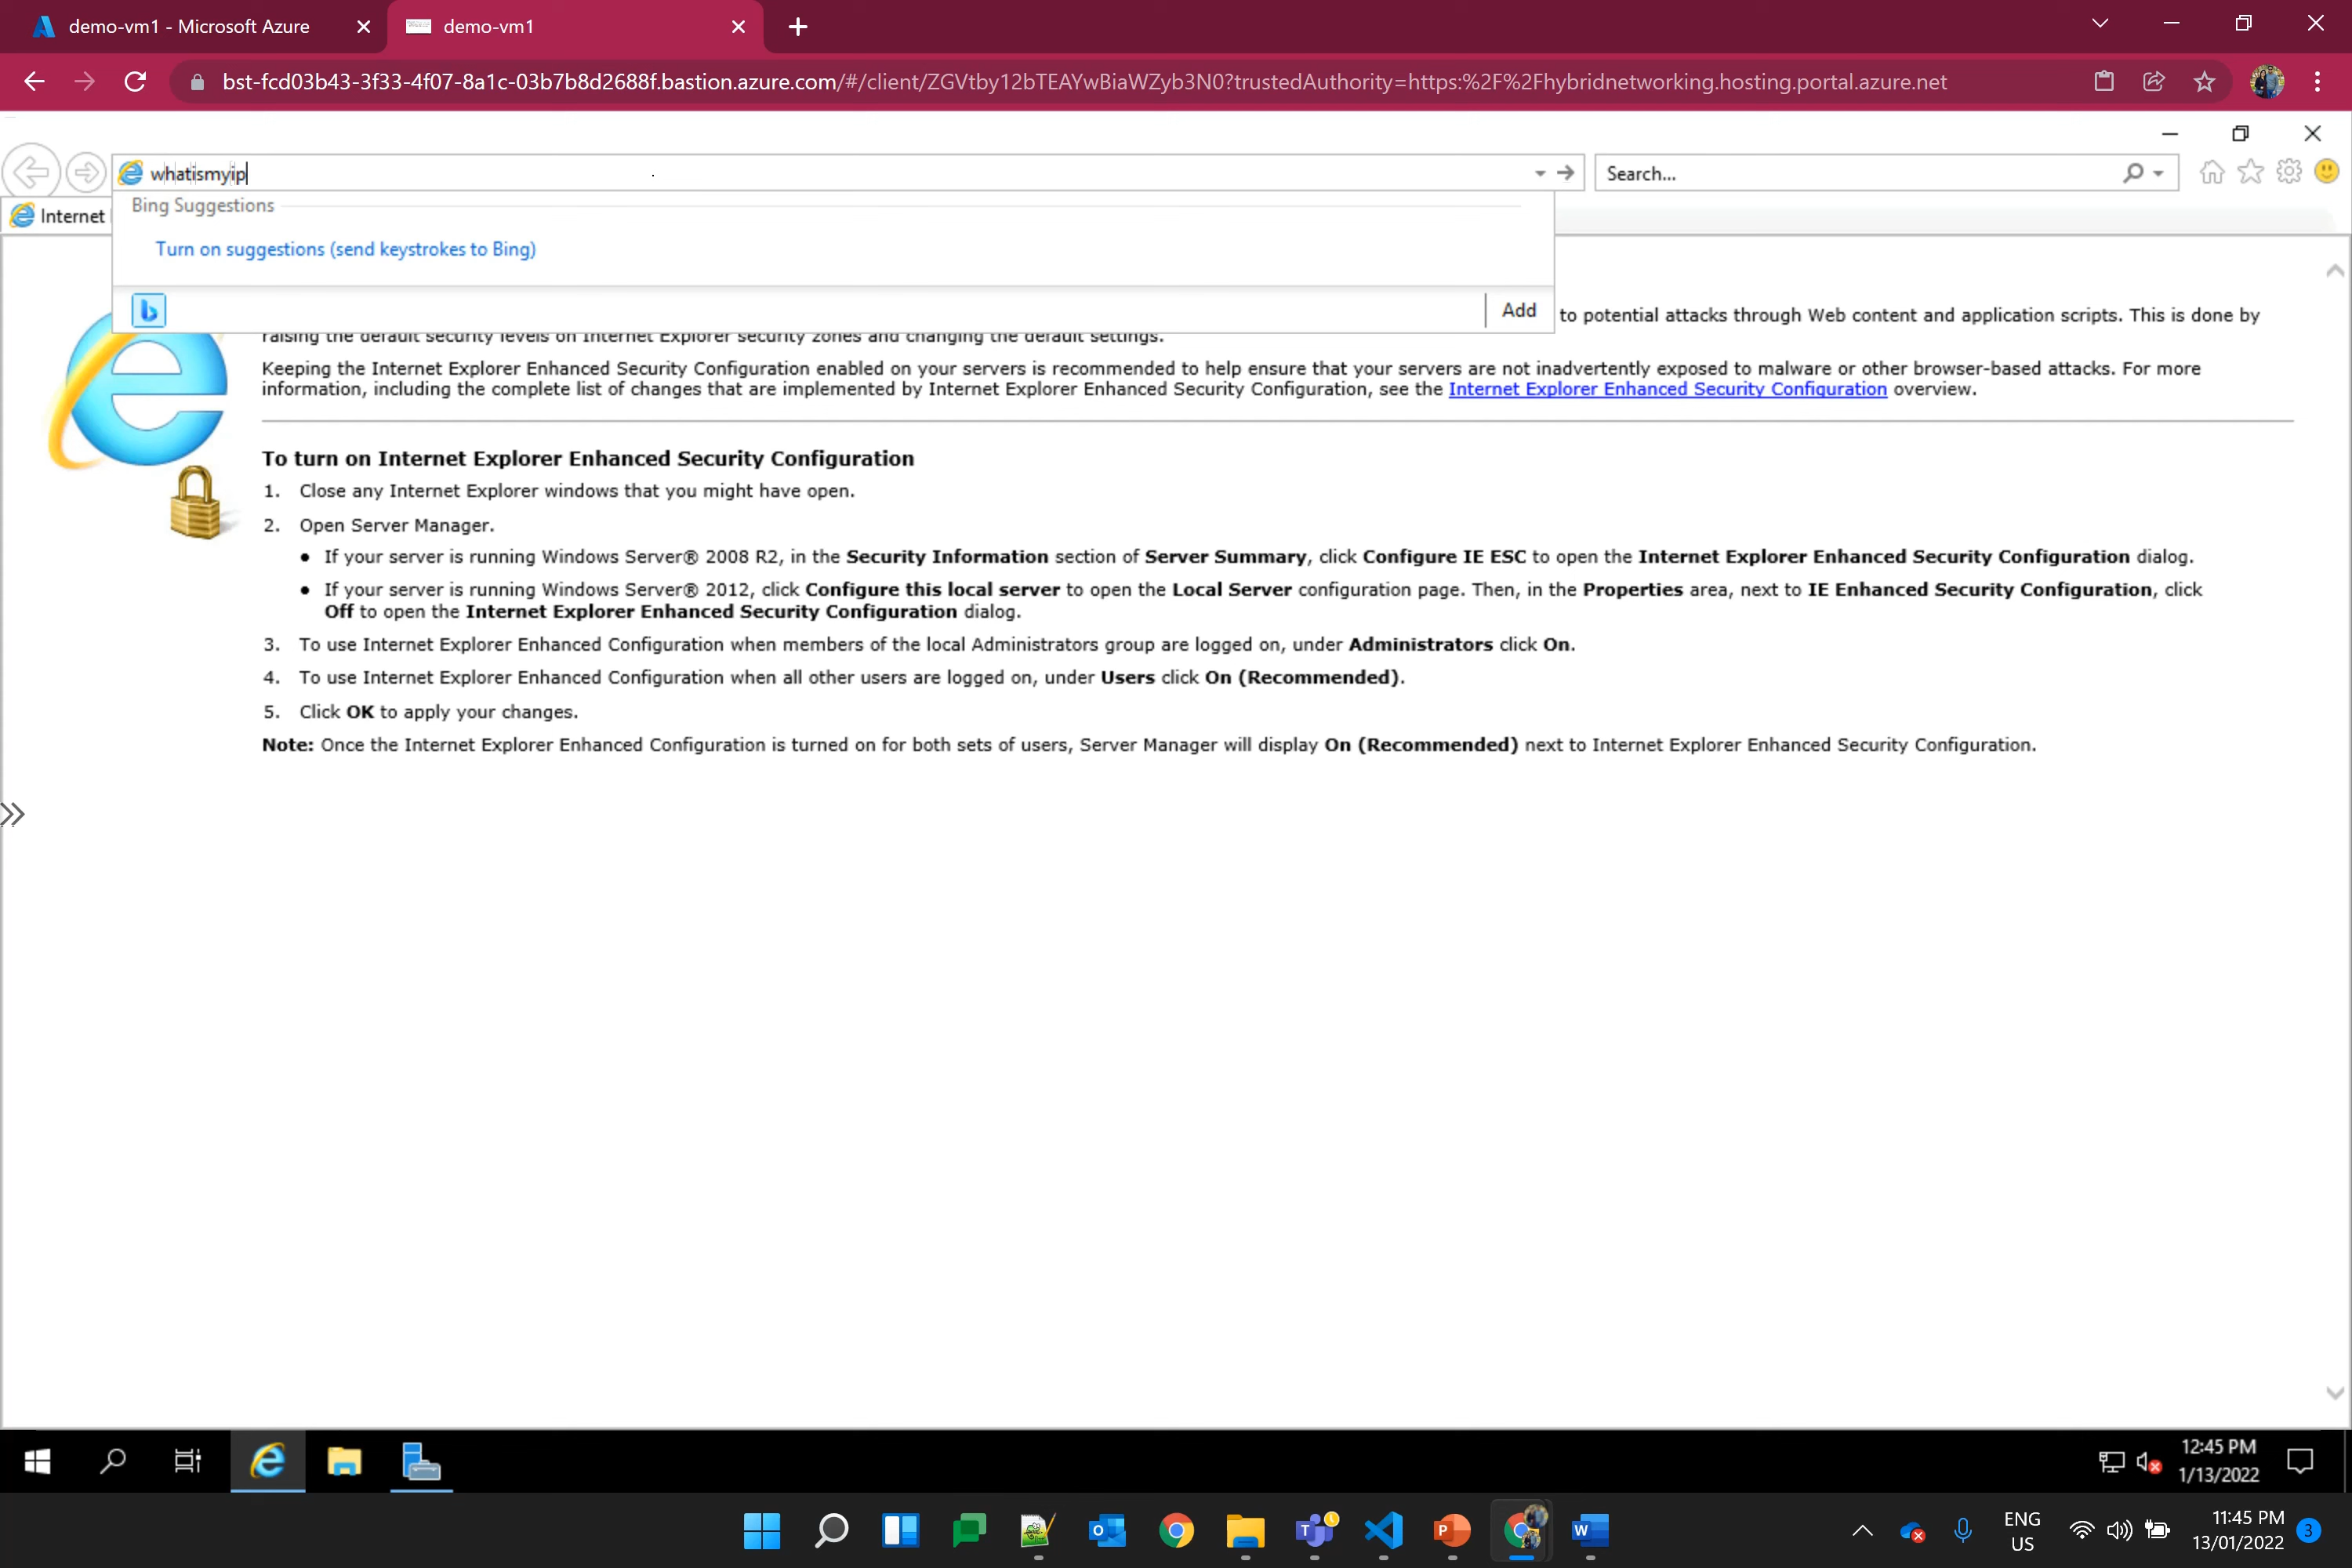 demo-vm1 - Microsoft Azure
demo-vm1
bst-fcd03b43-3f33-4f07-8a1c-03b7b8d2688f.bastion.azure.com/#/client/ZGVtby12bTEAYwBiaWZyb3N0?trustedAuthority=https:%2F%2Fhybridnetworking.hosting.portal.azure.net
whatismyip
Search...
Internet
Bing Suggestions
Turn on suggestions (send keystrokes to Bing)
Add
to potential attacks through Web content and application scripts. This is done by
raising the default security levels on Internet Explorer security zones and changing the default settings.
Keeping the Internet Explorer Enhanced Security Configuration enabled on your servers is recommended to help ensure that your servers are not inadvertently exposed to malware or other browser-based attacks. For more
information, including the complete list of changes that are implemented by Internet Explorer Enhanced Security Configuration, see the Internet Explorer Enhanced Security Configuration overview.
To turn on Internet Explorer Enhanced Security Configuration
1. Close any Internet Explorer windows that you might have open.
2. Open Server Manager.
• If your server is running Windows Server® 2008 R2, in the Security Information section of Server Summary, click Configure IE ESC to open the Internet Explorer Enhanced Security Configuration dialog.
• If your server is running Windows Server® 2012, click Configure this local server to open the Local Server configuration page. Then, in the Properties area, next to IE Enhanced Security Configuration, click
Off to open the Internet Explorer Enhanced Security Configuration dialog.
3. To use Internet Explorer Enhanced Configuration when members of the local Administrators group are logged on, under Administrators click On.
4. To use Internet Explorer Enhanced Configuration when all other users are logged on, under Users click On (Recommended).
5. Click OK to apply your changes.
Note: Once the Internet Explorer Enhanced Configuration is turned on for both sets of users, Server Manager will display On (Recommended) next to Internet Explorer Enhanced Security Configuration.
12:45 PM
1/13/2022
ENG
US
11:45 PM
13/01/2022
3